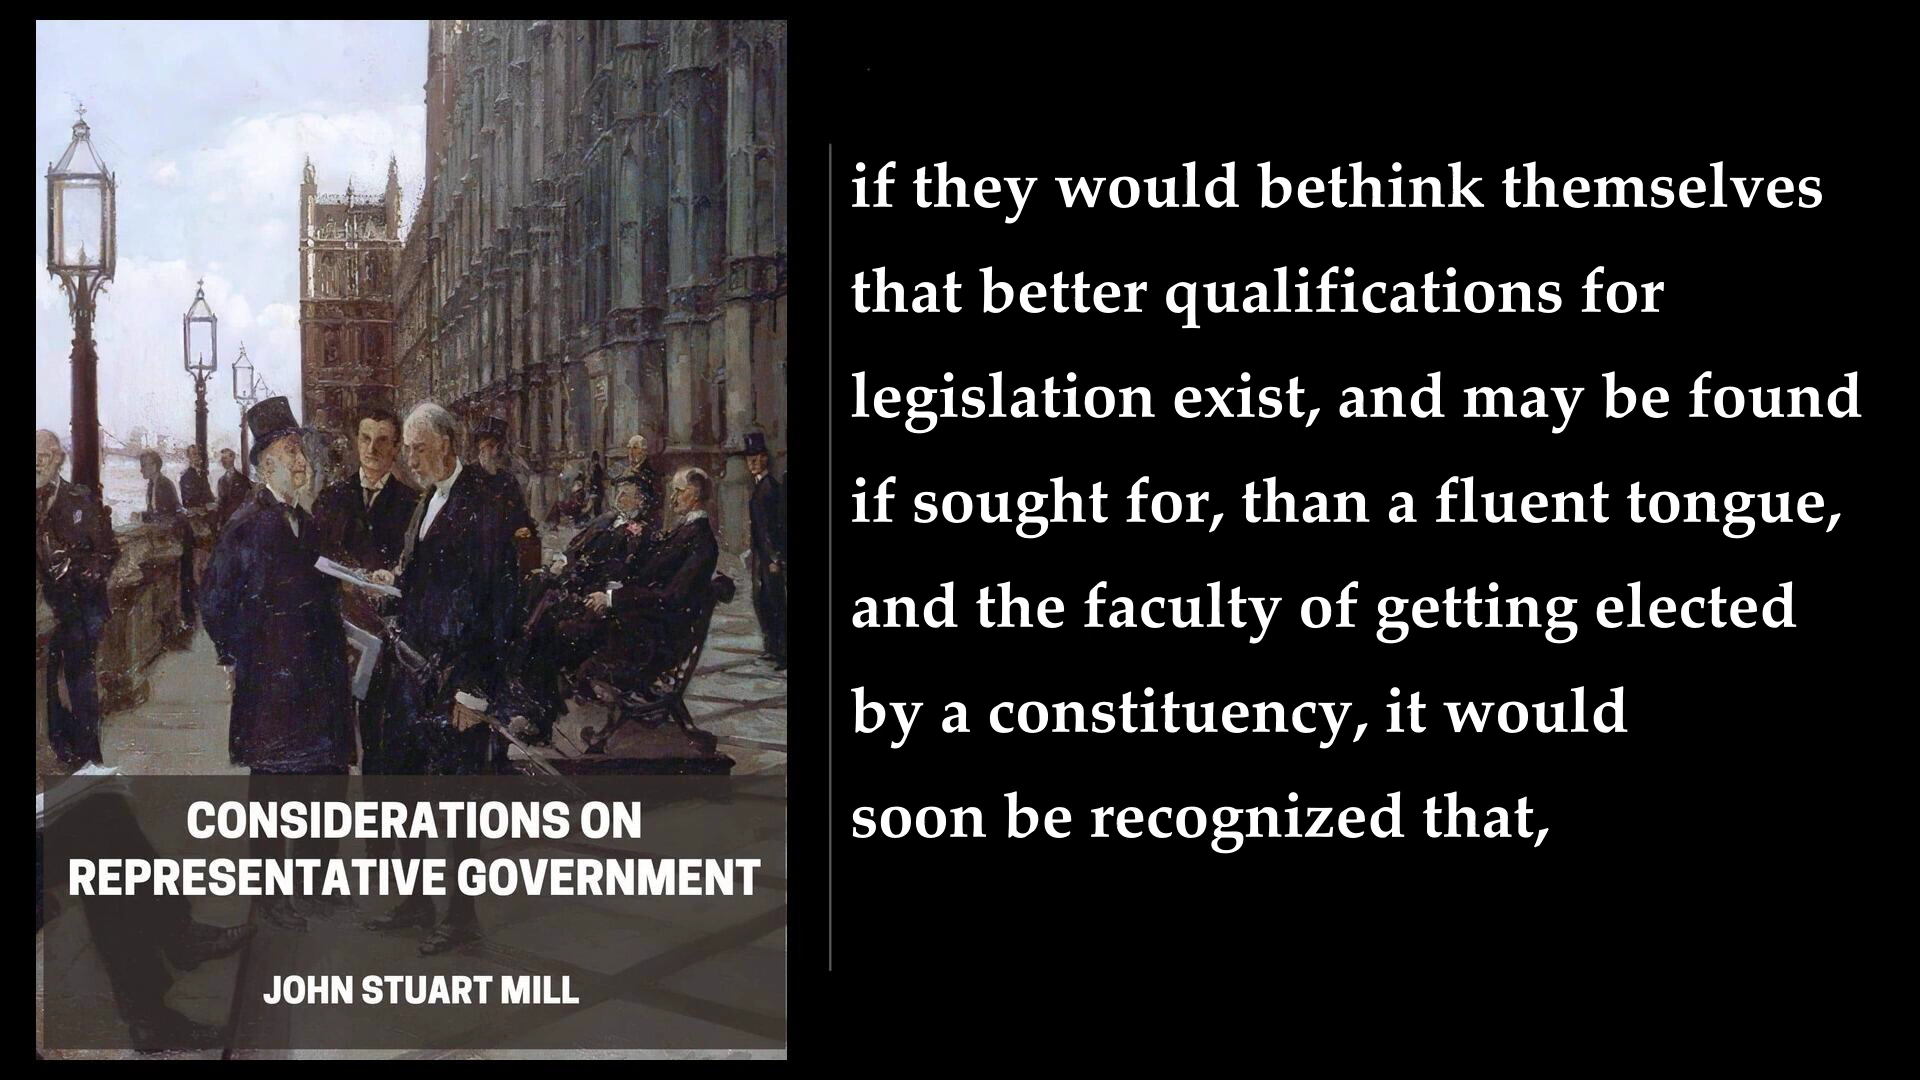 CONSIDERATIONS ON
REPRESENTATIVE GOVERNMENT
JOHN STUART MILL
if they would bethink themselves
that better qualifications for
legislation exist, and may be found
if sought for, than a fluent tongue,
and the faculty of getting elected
by a constituency, it would
soon be recognized that,